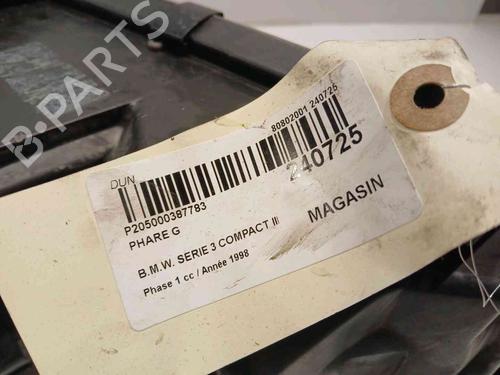 B-PARTS
DUN
80802001 240725
P205000387783
240725
PHARE G
MAGASIN
B.M.W. SERIE 3 COMPACT III
Phase 1 cc / Année 1998